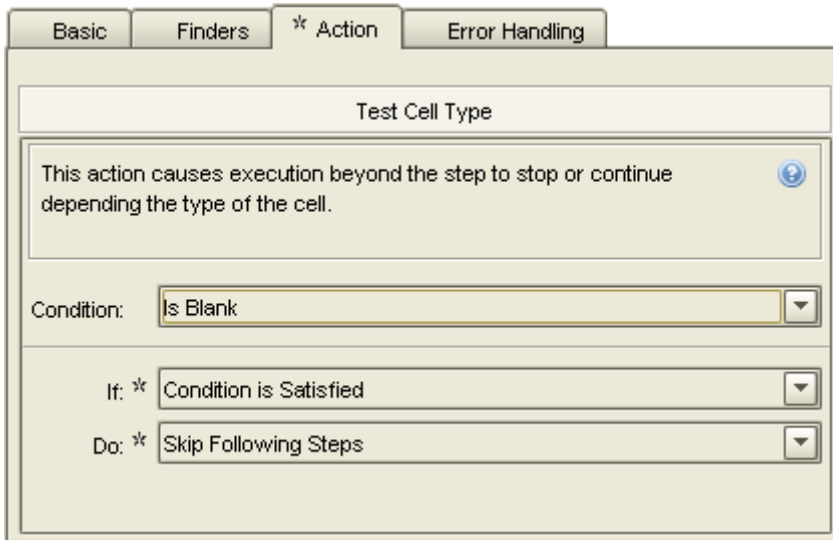 Basic Finders * Action Error Handling
Test Cell Type
This action causes execution beyond the step to stop or continue
depending the type of the cell.
Condition: Is Blank
If: * Condition is Satisfied
Do: * Skip Following Steps